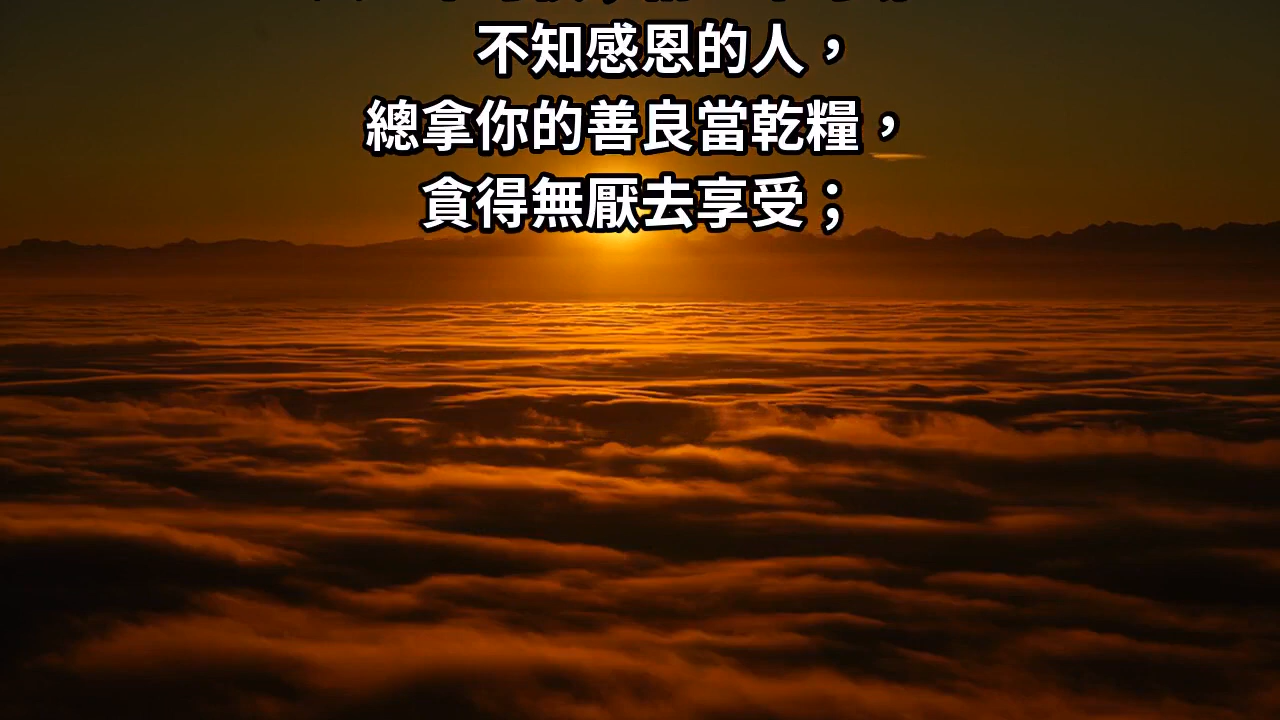 不知感恩的人，
總拿你的善良當乾糧，
貪得無厭去享受；